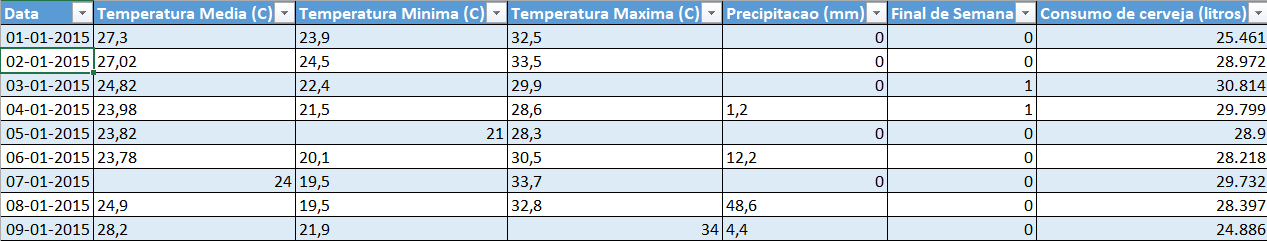 Data Temperatura Media (C) Temperatura Minima (C) Temperatura Maxima (C) Precipitacao (mm) Final de Semana Consumo de cerveja (litros)
01-01-2015 27,3 23,9 32,5 0 0 25.461
02-01-2015 27,02 24,5 33,5 0 0 28.972
03-01-2015 24,82 22,4 29,9 0 1 30.814
04-01-2015 23,98 21,5 28,6 1,2 1 29.799
05-01-2015 23,82 21 28,3 0 0 28.9
06-01-2015 23,78 20,1 30,5 12,2 0 28.218
07-01-2015 24 19,5 33,7 0 0 29.732
08-01-2015 24,9 19,5 32,8 48,6 0 28.397
09-01-2015 28,2 21,9 34 4,4 0 24.886